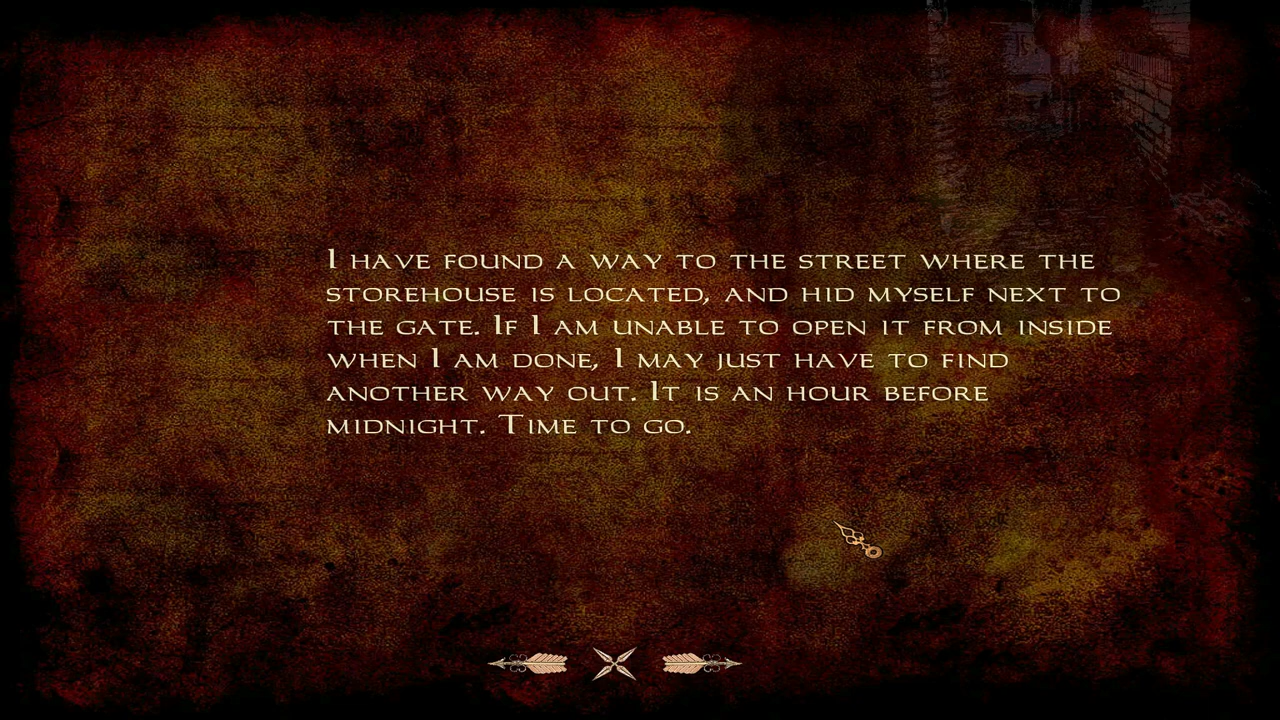 I have found a way to the street where the
storehouse is located, and hid myself next to
the gate. If I am unable to open it from inside
when I am done, I may just have to find
another way out. It is an hour before
midnight. Time to go.